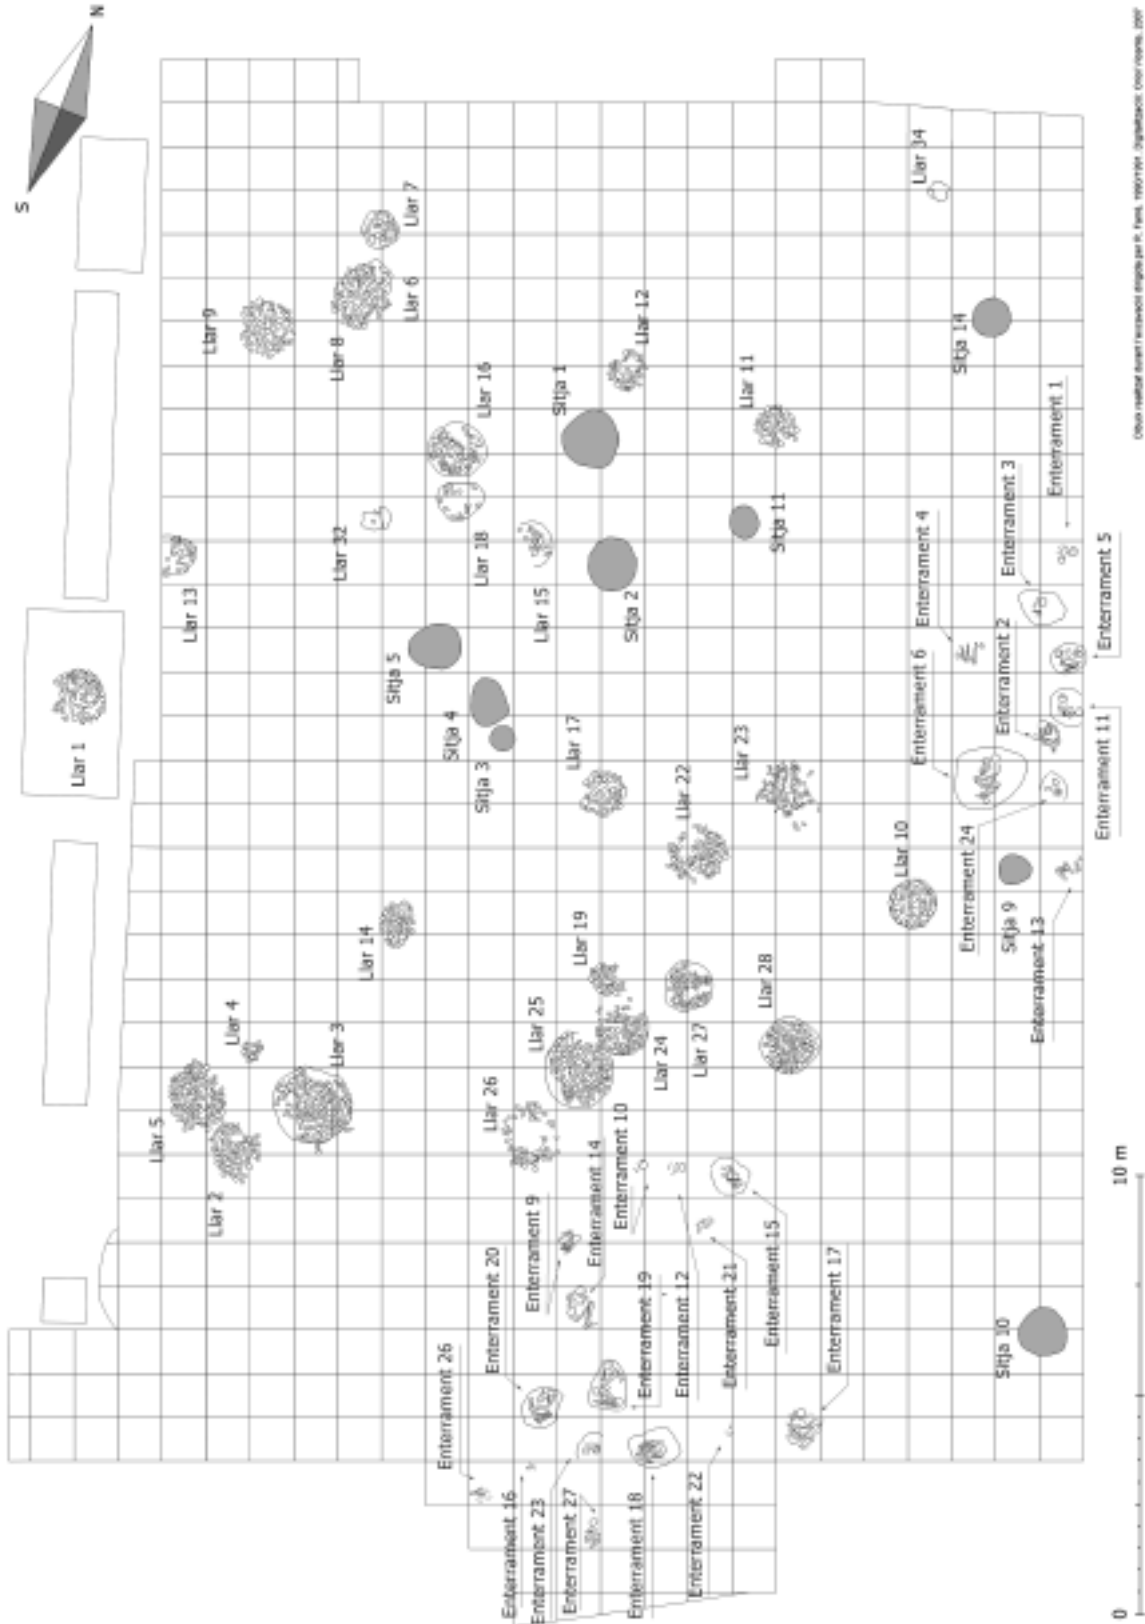 N
S
Llar 7
Llar 6
Llar 8
Llar 9
Llar 34
Llar 12
Sitja 14
Llar 16
Sitja 1
Llar 11
Enterrament 1
Enterrament 3
Enterrament 4
Enterrament 5
Llar 32
Llar 18
Sitja 11
Llar 13
Llar 15
Sitja 2
Sitja 5
Enterrament 2
Enterrament 6
Llar 1
Sitja 4
Sitja 3
Llar 17
Llar 23
Llar 22
Enterrament 11
Llar 10
Enterrament 24
Sitja 9
Enterrament 13
Llar 14
Llar 19
Llar 28
Llar 25
Llar 4
Llar 3
Llar 24
Llar 27
Llar 5
Llar 26
Llar 2
Enterrament 10
Enterrament 14
Enterrament 9
Enterrament 20
Enterrament 19
Enterrament 12
Enterrament 21
Enterrament 15
Enterrament 17
Sitja 10
Enterrament 26
Enterrament 16
Enterrament 23
Enterrament 27
Enterrament 18
Enterrament 22
0
10 m